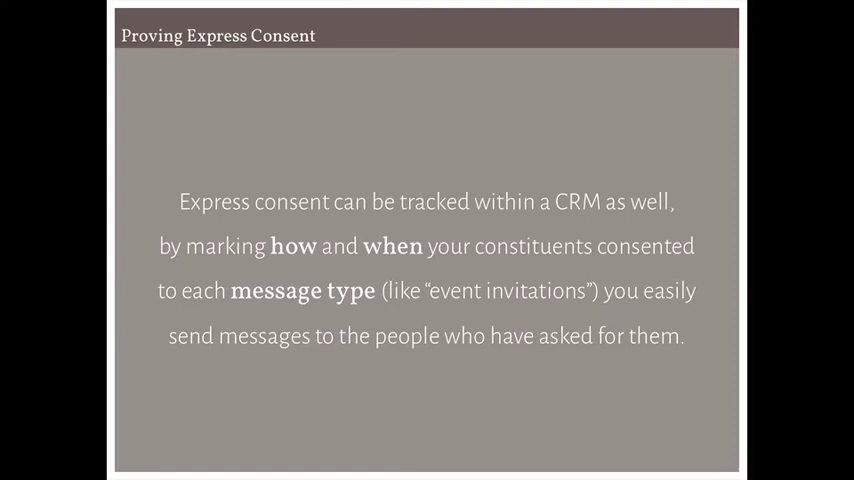 Proving Express Consent
Express consent can be tracked within a CRM as well,
by marking how and when your constituents consented
to each message type (like “event invitations”) you easily
send messages to the people who have asked for them.